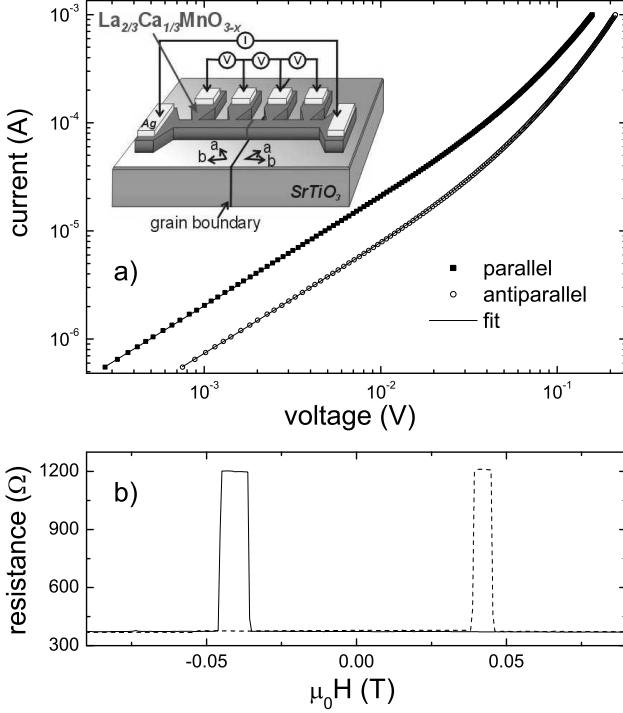 10⁻³
10⁻⁴
10⁻⁵
10⁻⁶
current (A)
La₂/₃Ca₁/₃MnO₃₋ₓ
I
V V V
Ag
a a
b b
SrTiO₃
grain boundary
a)
parallel
antiparallel
fit
10⁻³ 10⁻² 10⁻¹
voltage (V)
b)
1200
900
600
300
resistance (Ω)
-0.05 0.00 0.05
μ₀H (T)